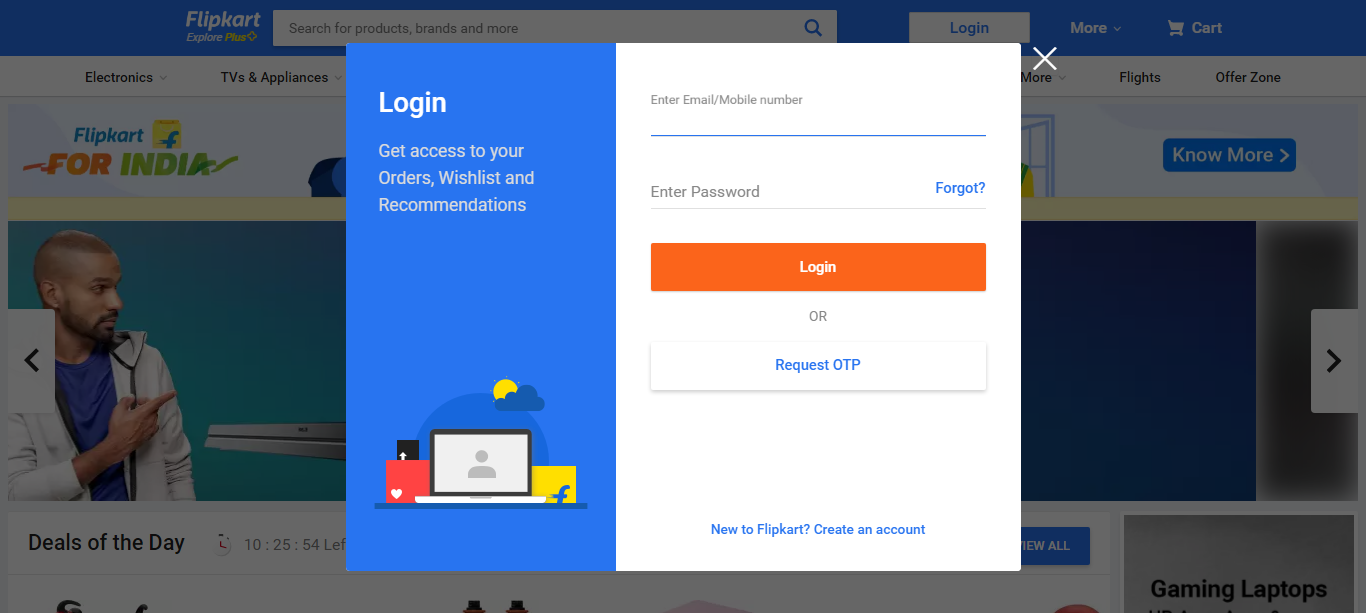 Flipkart
Explore Plus
Search for products, brands and more
Login
More
Cart
Electronics
TVs & Appliances
More
Flights
Offer Zone
Flipkart
FOR INDIA
Know More
Login
Get access to your
Orders, Wishlist and
Recommendations
Enter Email/Mobile number
Enter Password
Forgot?
Login
OR
Request OTP
New to Flipkart? Create an account
Deals of the Day
10 : 25 : 54 Lef
VIEW ALL
Gaming Laptops